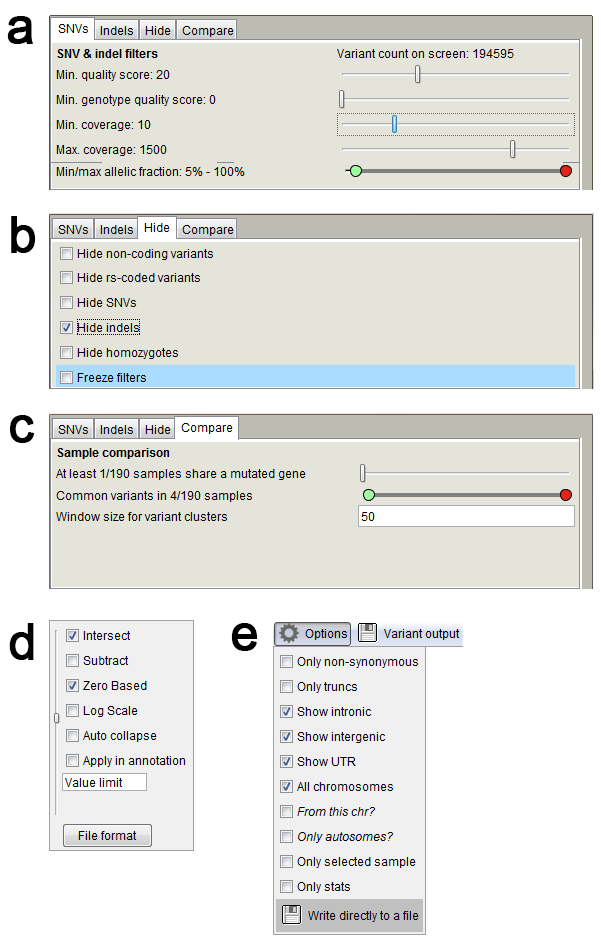 a
SNVs Indels Hide Compare
SNV & indel filters Variant count on screen: 194595
Min. quality score: 20
Min. genotype quality score: 0
Min. coverage: 10
Max. coverage: 1500
Min/max allelic fraction: 5% - 100%
b
SNVs Indels Hide Compare
Hide non-coding variants
Hide rs-coded variants
Hide SNVs
Hide indels
Hide homozygotes
Freeze filters
c
SNVs Indels Hide Compare
Sample comparison
At least 1/190 samples share a mutated gene
Common variants in 4/190 samples
Window size for variant clusters 50
d
Intersect
Subtract
Zero Based
Log Scale
Auto collapse
Apply in annotation
Value limit
File format
e
Options Variant output
Only non-synonymous
Only truncs
Show intronic
Show intergenic
Show UTR
All chromosomes
From this chr?
Only autosomes?
Only selected sample
Only stats
Write directly to a file